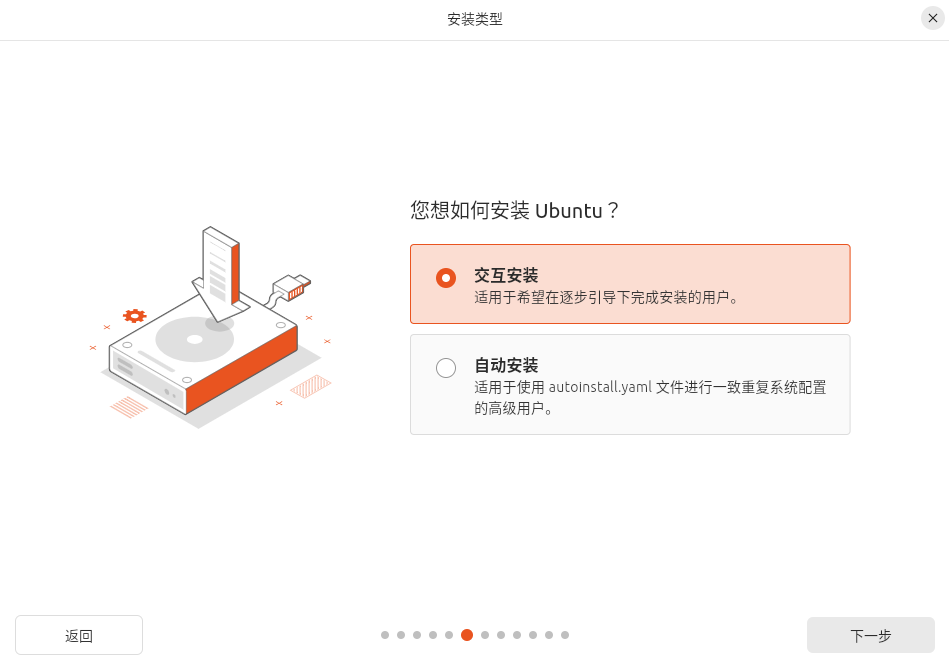 安装类型
您想如何安装 Ubuntu？
交互安装
适用于希望在逐步引导下完成安装的用户。
自动安装
适用于使用 autoinstall.yaml 文件进行一致重复系统配置
的高级用户。
返回
下一步